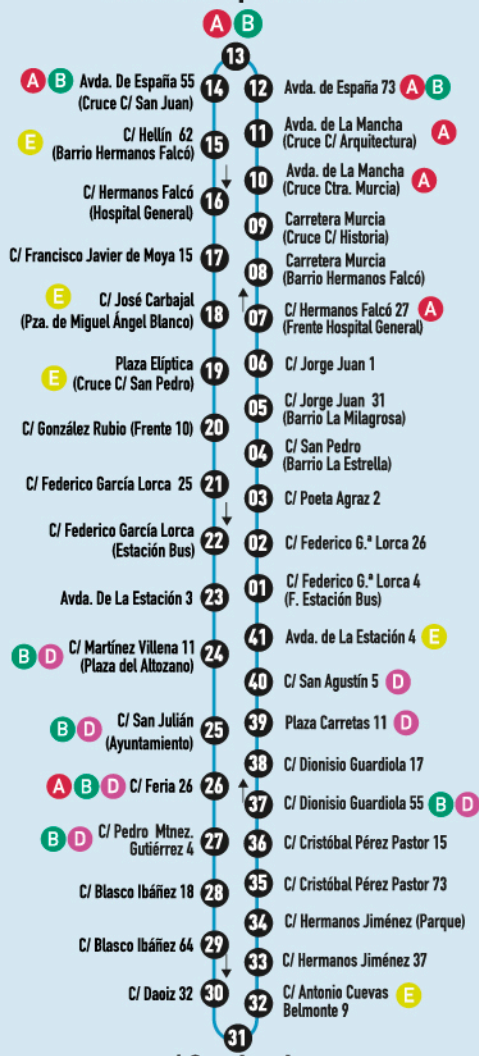 A B
13
A B Avda. De España 55
(Cruce C/ San Juan)
14
E C/ Hellín 62
(Barrio Hermanos Falcó)
15
C/ Hermanos Falcó
(Hospital General)
16
C/ Francisco Javier de Moya 15
17
E C/ José Carbajal
(Pza. de Miguel Ángel Blanco)
18
E Plaza Elíptica
(Cruce C/ San Pedro)
19
C/ González Rubio (Frente 10)
20
C/ Federico García Lorca 25
21
C/ Federico García Lorca
(Estación Bus)
22
Avda. De La Estación 3
23
B D C/ Martínez Villena 11
(Plaza del Altozano)
24
B D C/ San Julián
(Ayuntamiento)
25
A B D C/ Feria 26
26
B D C/ Pedro Mtnez.
Gutiérrez 4
27
C/ Blasco Ibáñez 18
28
C/ Blasco Ibáñez 64
29
C/ Daoiz 32
30
12
Avda. de España 73 A B
11
Avda. de La Mancha
(Cruce C/ Arquitectura) A
10
Avda. de La Mancha
(Cruce Ctra. Murcia) A
09
Carretera Murcia
(Cruce C/ Historia)
08
Carretera Murcia
(Barrio Hermanos Falcó)
07
C/ Hermanos Falcó 27 A
(Frente Hospital General)
06
C/ Jorge Juan 1
05
C/ Jorge Juan 31
(Barrio La Milagrosa)
04
C/ San Pedro
(Barrio La Estrella)
03
C/ Poeta Agraz 2
02
C/ Federico G.ª Lorca 26
01
C/ Federico G.ª Lorca 4
(F. Estación Bus)
41
Avda. de La Estación 4 E
40
C/ San Agustín 5 D
39
Plaza Carretas 11 D
38
C/ Dionisio Guardiola 17
37
C/ Dionisio Guardiola 55 B D
36
C/ Cristóbal Pérez Pastor 15
35
C/ Cristóbal Pérez Pastor 73
34
C/ Hermanos Jiménez (Parque)
33
C/ Hermanos Jiménez 37
32
C/ Antonio Cuevas
Belmonte 9 E
31